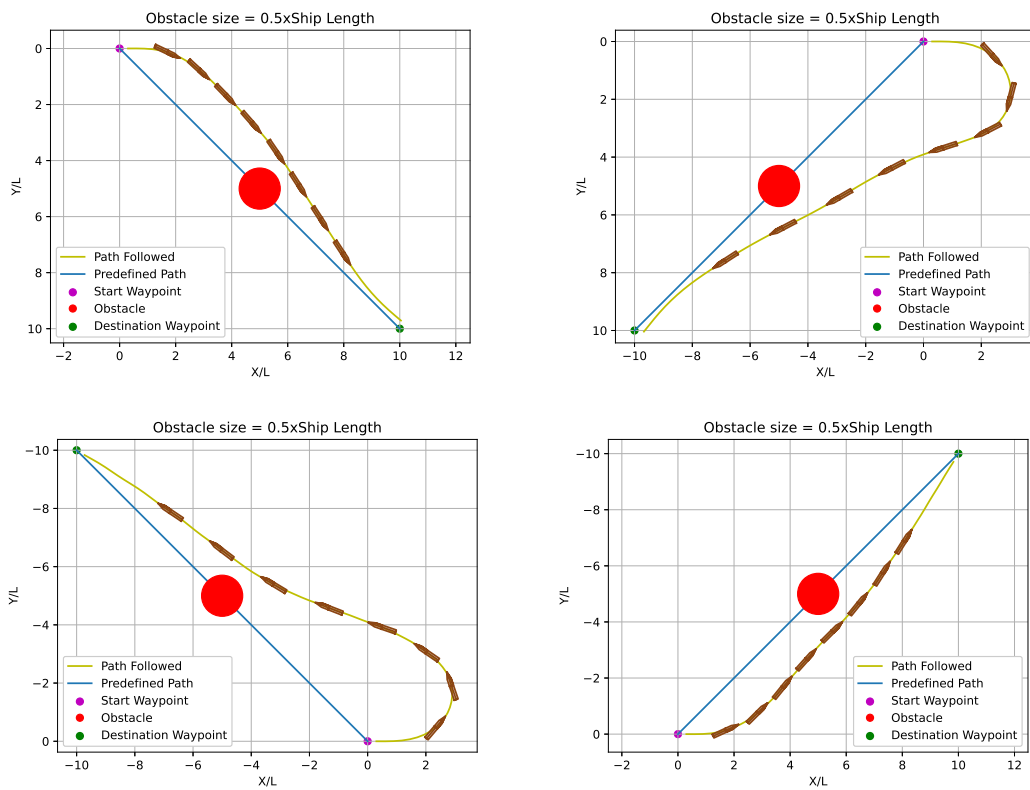 Obstacle size = 0.5xShip Length
0
2
4
6
8
10
Y/L
Path Followed
Predefined Path
Start Waypoint
Obstacle
Destination Waypoint
−2 0 2 4 6 8 10 12
X/L
Obstacle size = 0.5xShip Length
0
2
4
6
8
10
Y/L
Path Followed
Predefined Path
Start Waypoint
Obstacle
Destination Waypoint
−10 −8 −6 −4 −2 0 2
X/L
Obstacle size = 0.5xShip Length
−10
−8
−6
−4
−2
0
Y/L
Path Followed
Predefined Path
Start Waypoint
Obstacle
Destination Waypoint
−10 −8 −6 −4 −2 0 2
X/L
Obstacle size = 0.5xShip Length
−10
−8
−6
−4
−2
0
Y/L
Path Followed
Predefined Path
Start Waypoint
Obstacle
Destination Waypoint
−2 0 2 4 6 8 10 12
X/L